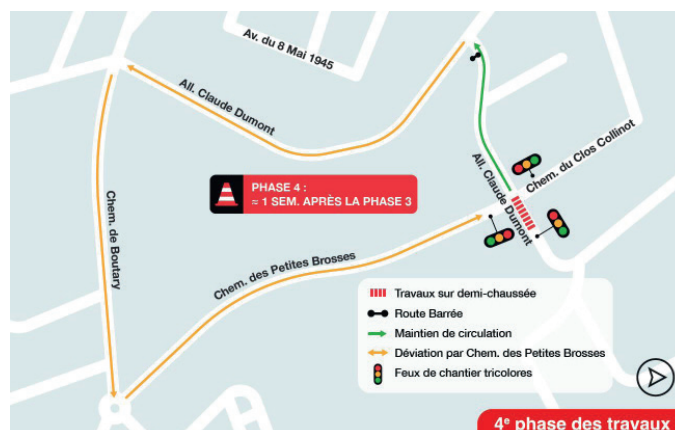 Av. du 8 Mai 1945
All. Claude Dumont
Chem. du Clos Collinot
All. Claude Dumont
PHASE 4 :
≈ 1 SEM. APRÈS LA PHASE 3
Chem. de Boutary
Chem. des Petites Brosses
Travaux sur demi-chaussée
Route Barrée
Maintien de circulation
Déviation par Chem. des Petites Brosses
Feux de chantier tricolores
4e phase des travaux